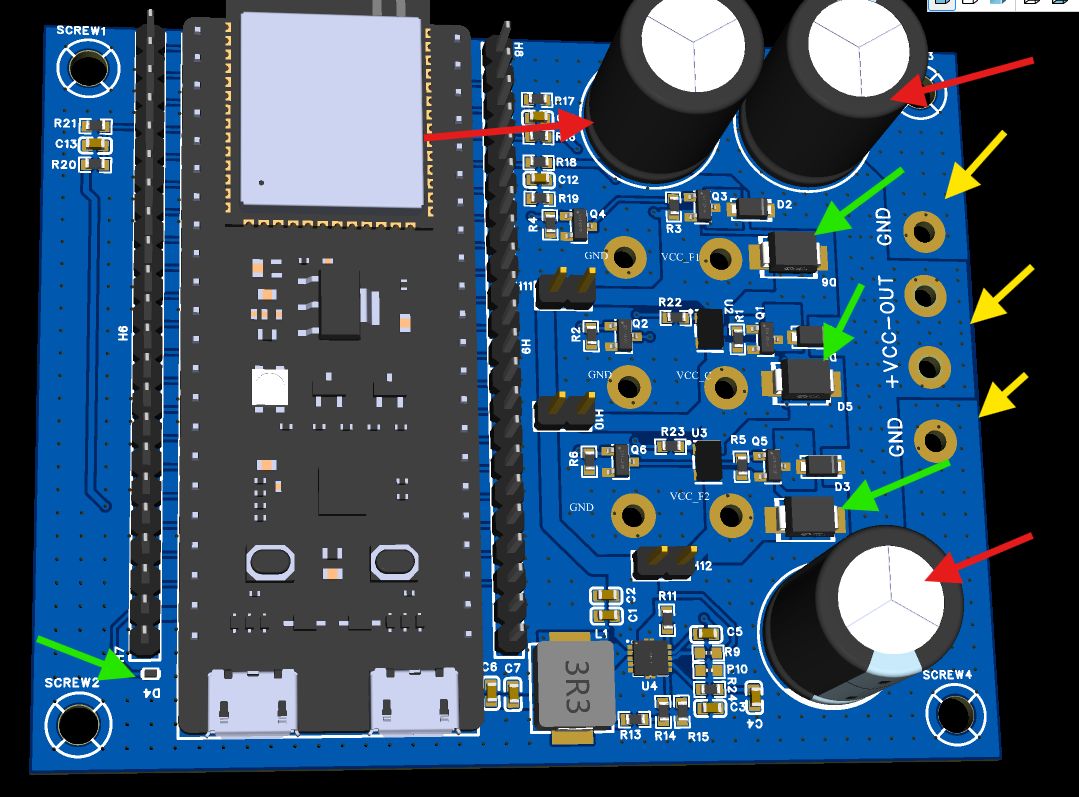 SCREW1
H8
R17
R21
C13
R20
R18
C12
R19
R4
Q4
R3
Q3
D2
GND
VCC_F1
D6
GND
H11
R22
U2
R1
Q1
R2
Q2
H6
H9
+VCC-OUT
GND
VCC_C
D5
H10
R23
U3
R5
Q5
R6
Q6
D3
GND
GND
VCC_F2
H12
C2
C1
R11
L1
C5
R9
R10
R24
C3
C4
U4
3R3
H7
D4
SCREW2
C6
C7
R13
R14
R15
SCREW4